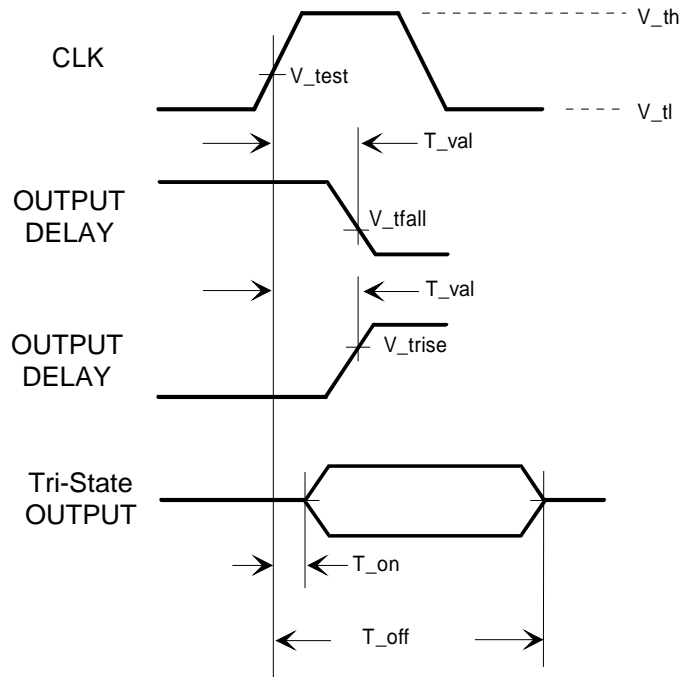 V_th
CLK
V_test
V_tl
T_val
OUTPUT
DELAY
V_tfall
T_val
OUTPUT
DELAY
V_trise
Tri-State
OUTPUT
T_on
T_off